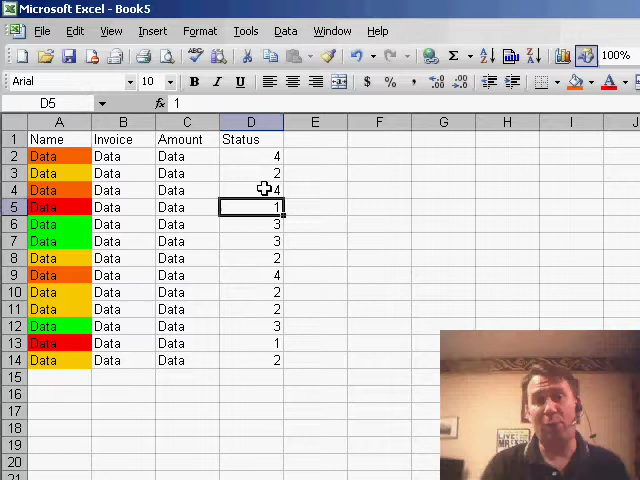 Microsoft Excel - Book5
File Edit View Insert Format Tools Data Window Help
Σ 100%
Arial 10 B I U $ % A
D5 fx 1
A B C D E F G H I J
1 Name Invoice Amount Status
2 Data Data Data 4
3 Data Data Data 2
4 Data Data Data 4
5 Data Data Data 1
6 Data Data Data 3
7 Data Data Data 3
8 Data Data Data 2
9 Data Data Data 4
10 Data Data Data 2
11 Data Data Data 2
12 Data Data Data 3
13 Data Data Data 1
14 Data Data Data 2
15
16
17
18
19
20
21